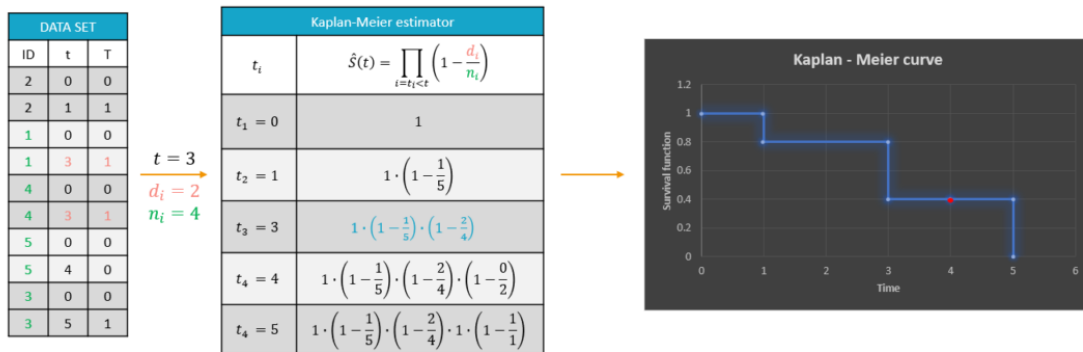 DATA SET
ID t T
2 0 0
2 1 1
1 0 0
1 3 1
4 0 0
4 3 1
5 0 0
5 4 0
3 0 0
3 5 1
t = 3
d_i = 2
n_i = 4
Kaplan-Meier estimator
t_i Ŝ(t) = ∏_{i=t_i<t} (1 − d_i/n_i)
t_1 = 0 1
t_2 = 1 1 · (1 − 1/5)
t_3 = 3 1 · (1 − 1/5) · (1 − 2/4)
t_4 = 4 1 · (1 − 1/5) · (1 − 2/4) · (1 − 0/2)
t_4 = 5 1 · (1 − 1/5) · (1 − 2/4) · 1 · (1 − 1/1)
Kaplan - Meier curve
Survival function
1.2
1
0.8
0.6
0.4
0.2
0
0 1 2 3 4 5 6
Time